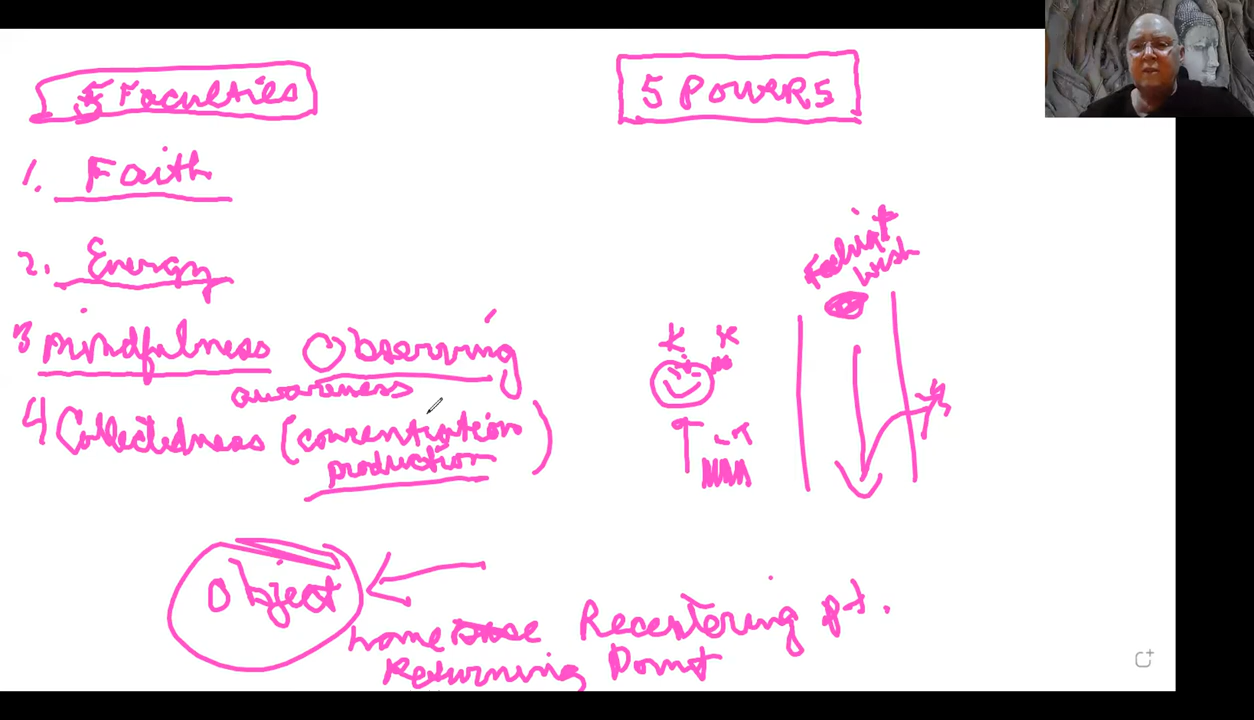 5 Faculties
5 POWERS
1. Faith
2. Energy
3 Mindfulness Observing
awareness
4 Collectedness (concentration
production)
Feeling +
wish
K K
Object
home base Recentering pt.
Returning Point